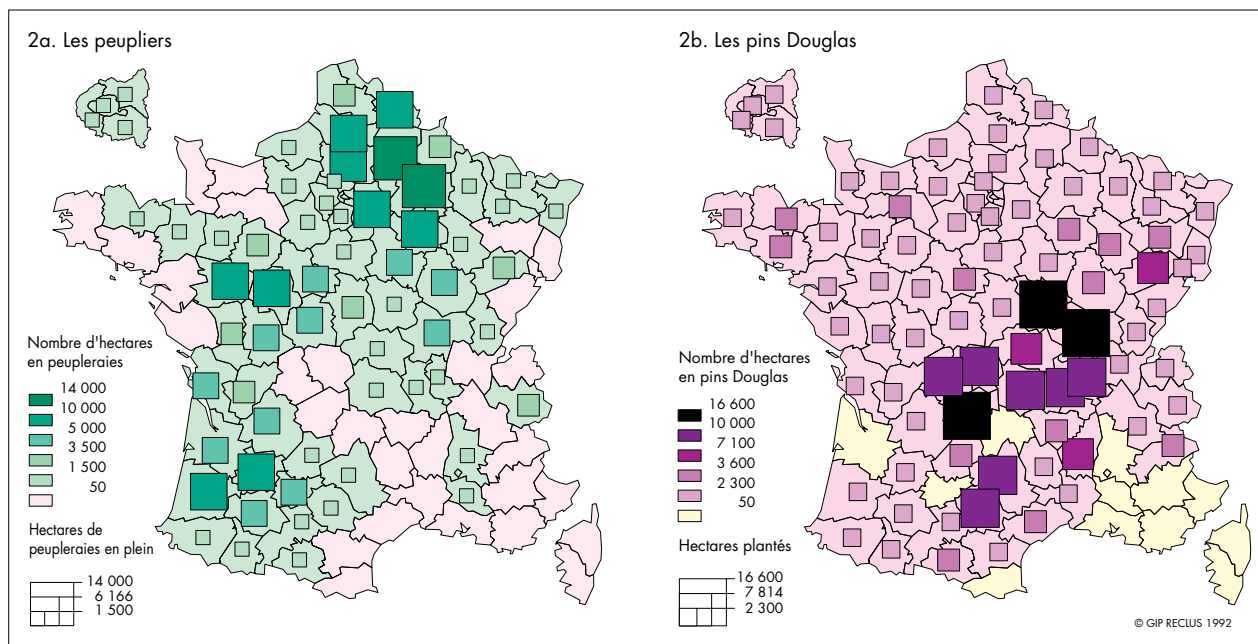 2a. Les peupliers
Nombre d'hectares
en peupleraies
14 000
10 000
5 000
3 500
1 500
50
Hectares de
peupleraies en plein
14 000
6 166
1 500
2b. Les pins Douglas
Nombre d'hectares
en pins Douglas
16 600
10 000
7 100
3 600
2 300
50
Hectares plantés
16 600
7 814
2 300
© GIP RECLUS 1992